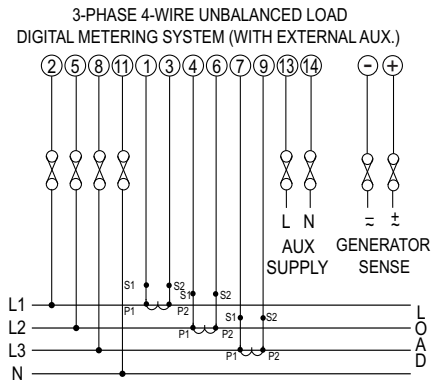 3-PHASE 4-WIRE UNBALANCED LOAD
DIGITAL METERING SYSTEM (WITH EXTERNAL AUX.)
2 5 8 11 1 3 4 6 7 9 13 14 - +
L N
AUX
SUPPLY
GENERATOR
SENSE
S1 S2
S1 S2
S1 S2
L1
P1 P2
L2
P1 P2
L3
P1 P2
N
LOAD